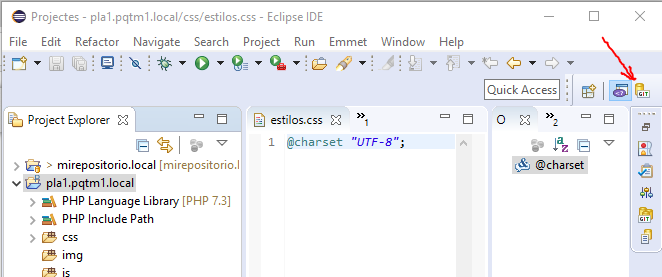 Projectes - pla1.pqtm1.local/css/estilos.css - Eclipse IDE
File Edit Refactor Navigate Search Project Run Emmet Window Help
Quick Access
GIT
Project Explorer
estilos.css
»1
O
»2
1 @charset "UTF-8";
@charset
> mirepositorio.local [mirepositorio.l
pla1.pqtm1.local
PHP Language Library [PHP 7.3]
PHP Include Path
css
img
js
GIT